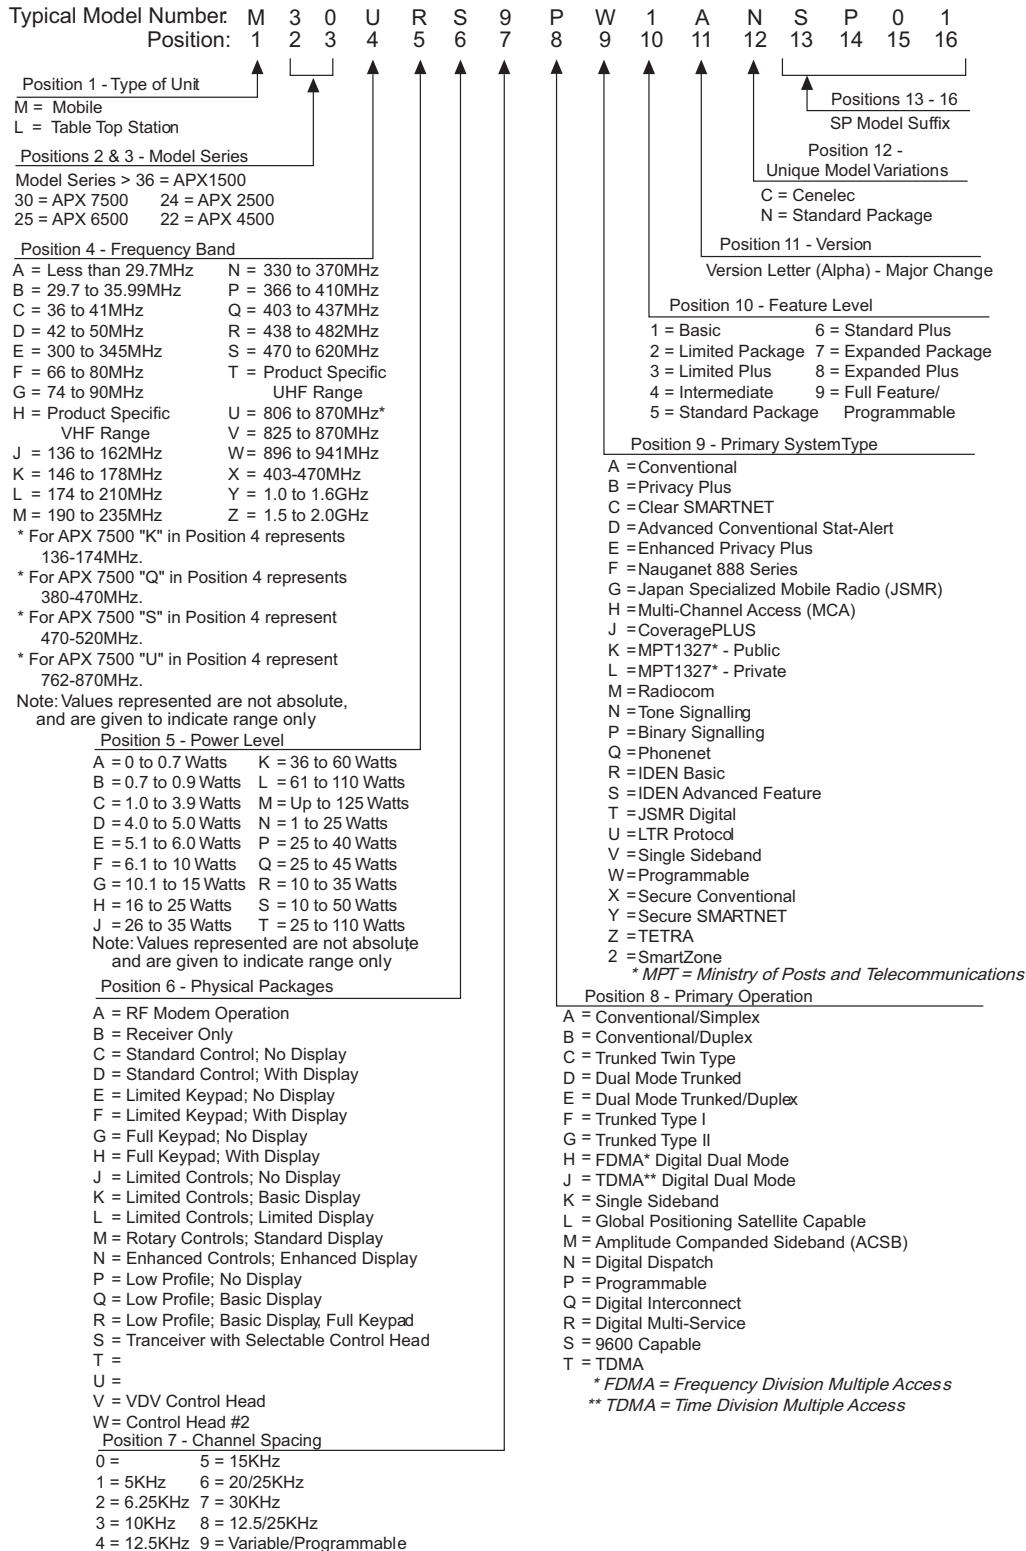 Typical Model Number: M 3 0 U R S 9 P W 1 A N S P 0 1
Position: 1 2 3 4 5 6 7 8 9 10 11 12 13 14 15 16
Position 1 - Type of Unit
M = Mobile
L = Table Top Station
Positions 2 & 3 - Model Series
Model Series > 36 = APX1500
30 = APX 7500 24 = APX 2500
25 = APX 6500 22 = APX 4500
Position 4 - Frequency Band
A = Less than 29.7MHz N = 330 to 370MHz
B = 29.7 to 35.99MHz P = 366 to 410MHz
C = 36 to 41MHz Q = 403 to 437MHz
D = 42 to 50MHz R = 438 to 482MHz
E = 300 to 345MHz S = 470 to 620MHz
F = 66 to 80MHz T = Product Specific
G = 74 to 90MHz UHF Range
H = Product Specific U = 806 to 870MHz*
VHF Range V = 825 to 870MHz
J = 136 to 162MHz W = 896 to 941MHz
K = 146 to 178MHz X = 403-470MHz
L = 174 to 210MHz Y = 1.0 to 1.6GHz
M = 190 to 235MHz Z = 1.5 to 2.0GHz
* For APX 7500 "K" in Position 4 represents
136-174MHz.
* For APX 7500 "Q" in Position 4 represents
380-470MHz.
* For APX 7500 "S" in Position 4 represent
470-520MHz.
* For APX 7500 "U" in Position 4 represent
762-870MHz.
Note: Values represented are not absolute,
and are given to indicate range only
Position 5 - Power Level
A = 0 to 0.7 Watts K = 36 to 60 Watts
B = 0.7 to 0.9 Watts L = 61 to 110 Watts
C = 1.0 to 3.9 Watts M = Up to 125 Watts
D = 4.0 to 5.0 Watts N = 1 to 25 Watts
E = 5.1 to 6.0 Watts P = 25 to 40 Watts
F = 6.1 to 10 Watts Q = 25 to 45 Watts
G = 10.1 to 15 Watts R = 10 to 35 Watts
H = 16 to 25 Watts S = 10 to 50 Watts
J = 26 to 35 Watts T = 25 to 110 Watts
Note: Values represented are not absolute
and are given to indicate range only
Position 6 - Physical Packages
A = RF Modem Operation
B = Receiver Only
C = Standard Control; No Display
D = Standard Control; With Display
E = Limited Keypad; No Display
F = Limited Keypad; With Display
G = Full Keypad; No Display
H = Full Keypad; With Display
J = Limited Controls; No Display
K = Limited Controls; Basic Display
L = Limited Controls; Limited Display
M = Rotary Controls; Standard Display
N = Enhanced Controls; Enhanced Display
P = Low Profile; No Display
Q = Low Profile; Basic Display
R = Low Profile; Basic Display, Full Keypad
S = Tranceiver with Selectable Control Head
T =
U =
V = VDV Control Head
W = Control Head #2
Position 7 - Channel Spacing
0 = 5 = 15KHz
1 = 5KHz 6 = 20/25KHz
2 = 6.25KHz 7 = 30KHz
3 = 10KHz 8 = 12.5/25KHz
4 = 12.5KHz 9 = Variable/Programmable
Positions 13 - 16
SP Model Suffix
Position 12 -
Unique Model Variations
C = Cenelec
N = Standard Package
Position 11 - Version
Version Letter (Alpha) - Major Change
Position 10 - Feature Level
1 = Basic 6 = Standard Plus
2 = Limited Package 7 = Expanded Package
3 = Limited Plus 8 = Expanded Plus
4 = Intermediate 9 = Full Feature/
5 = Standard Package Programmable
Position 9 - Primary SystemType
A = Conventional
B = Privacy Plus
C = Clear SMARTNET
D = Advanced Conventional Stat-Alert
E = Enhanced Privacy Plus
F = Nauganet 888 Series
G = Japan Specialized Mobile Radio (JSMR)
H = Multi-Channel Access (MCA)
J = CoveragePLUS
K = MPT1327* - Public
L = MPT1327* - Private
M = Radiocom
N = Tone Signalling
P = Binary Signalling
Q = Phonenet
R = IDEN Basic
S = IDEN Advanced Feature
T = JSMR Digital
U = LTR Protocol
V = Single Sideband
W = Programmable
X = Secure Conventional
Y = Secure SMARTNET
Z = TETRA
2 = SmartZone
* MPT = Ministry of Posts and Telecommunications
Position 8 - Primary Operation
A = Conventional/Simplex
B = Conventional/Duplex
C = Trunked Twin Type
D = Dual Mode Trunked
E = Dual Mode Trunked/Duplex
F = Trunked Type I
G = Trunked Type II
H = FDMA* Digital Dual Mode
J = TDMA** Digital Dual Mode
K = Single Sideband
L = Global Positioning Satellite Capable
M = Amplitude Companded Sideband (ACSB)
N = Digital Dispatch
P = Programmable
Q = Digital Interconnect
R = Digital Multi-Service
S = 9600 Capable
T = TDMA
* FDMA = Frequency Division Multiple Access
** TDMA = Time Division Multiple Access